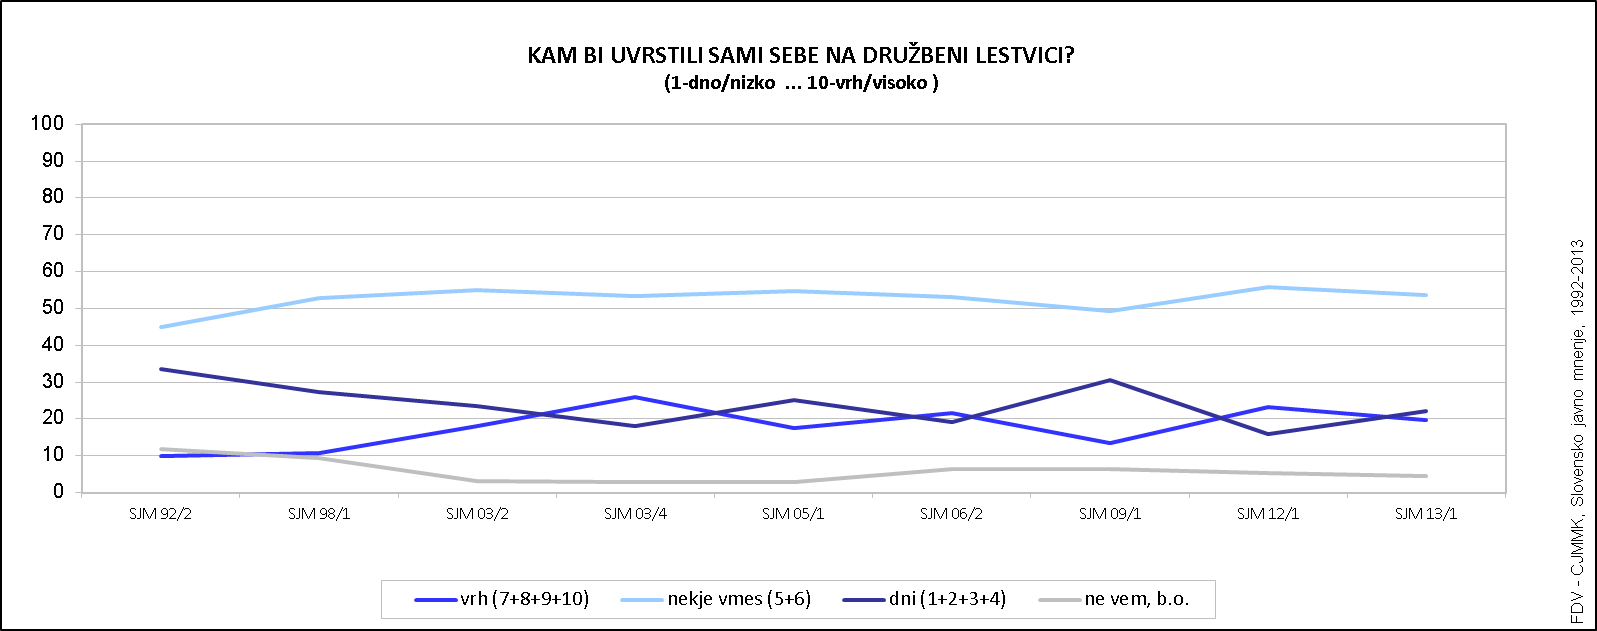 KAM BI UVRSTILI SAMI SEBE NA DRUŽBENI LESTVICI?
(1-dno/nizko ... 10-vrh/visoko )
100
90
80
70
60
50
40
30
20
10
0
SJM 92/2 SJM 98/1 SJM 03/2 SJM 03/4 SJM 05/1 SJM 06/2 SJM 09/1 SJM 12/1 SJM 13/1
vrh (7+8+9+10) nekje vmes (5+6) dni (1+2+3+4) ne vem, b.o.
FDV - CJMMK, Slovensko javno mnenje, 1992-2013